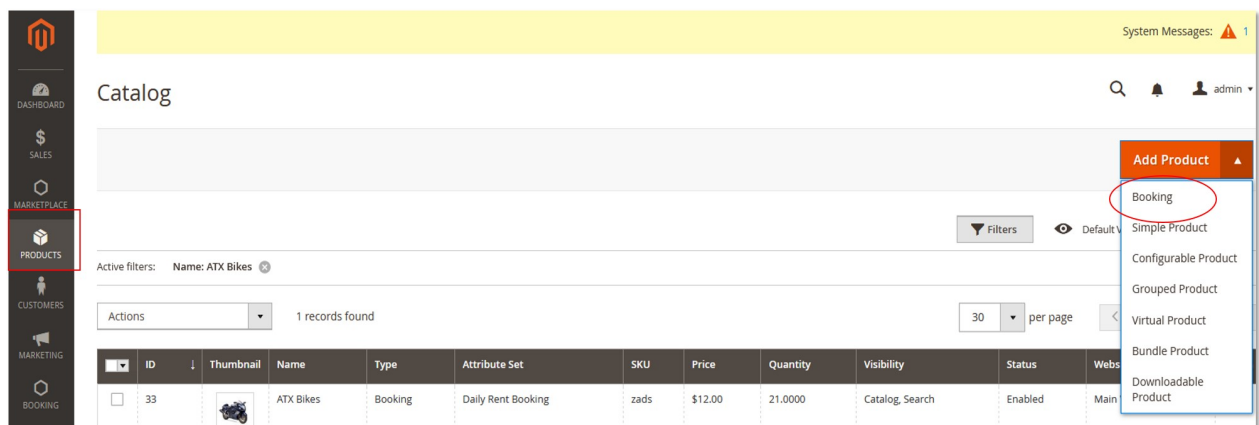 System Messages: 1
DASHBOARD
Catalog
admin
SALES
Add Product
MARKETPLACE
Booking
Filters
Default V
Simple Product
PRODUCTS
Active filters: Name: ATX Bikes
Configurable Product
CUSTOMERS
Grouped Product
Actions
1 records found
30
per page
Virtual Product
MARKETING
Bundle Product
ID Thumbnail Name Type Attribute Set SKU Price Quantity Visibility Status Webs
Downloadable
Product
BOOKING
33 ATX Bikes Booking Daily Rent Booking zads $12.00 21.0000 Catalog, Search Enabled Main